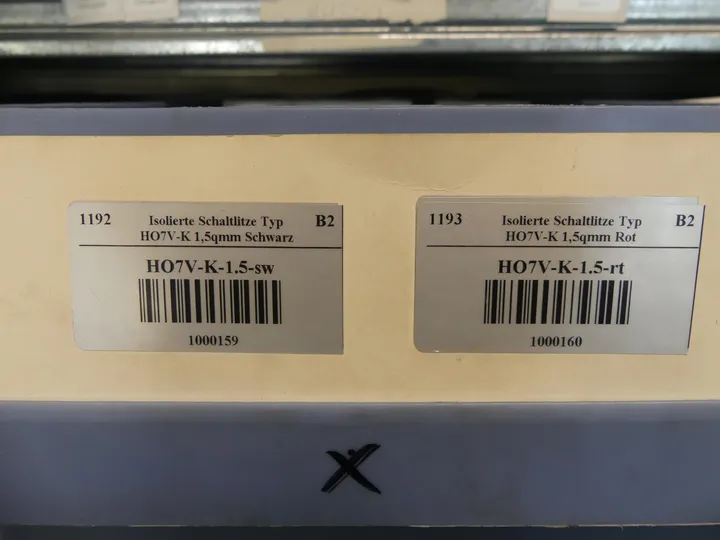 1192 Isolierte Schaltlitze Typ B2
HO7V-K 1,5qmm Schwarz
HO7V-K-1.5-sw
1000159
1193 Isolierte Schaltlitze Typ B2
HO7V-K 1,5qmm Rot
HO7V-K-1.5-rt
1000160